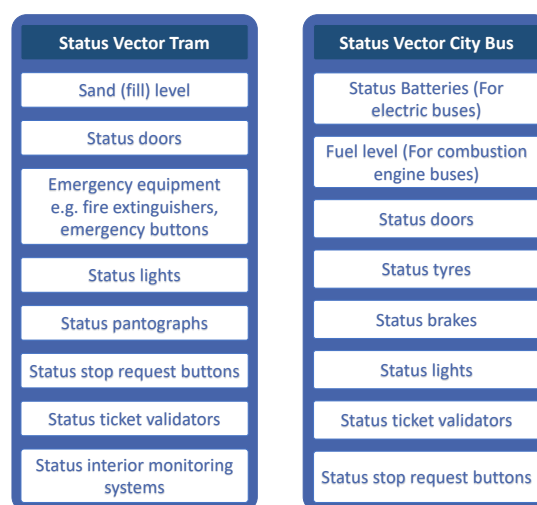 Status Vector Tram
Sand (fill) level
Status doors
Emergency equipment
e.g. fire extinguishers,
emergency buttons
Status lights
Status pantographs
Status stop request buttons
Status ticket validators
Status interior monitoring
systems
Status Vector City Bus
Status Batteries (For
electric buses)
Fuel level (For combustion
engine buses)
Status doors
Status tyres
Status brakes
Status lights
Status ticket validators
Status stop request buttons